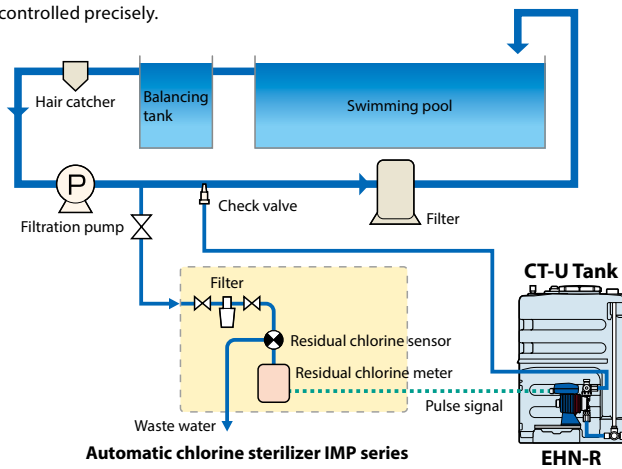 controlled precisely.
Hair catcher
Balancing
tank
Swimming pool
P
Filtration pump
Check valve
Filter
CT-U Tank
Filter
Residual chlorine sensor
Residual chlorine meter
Pulse signal
Waste water
Automatic chlorine sterilizer IMP series
EHN-R